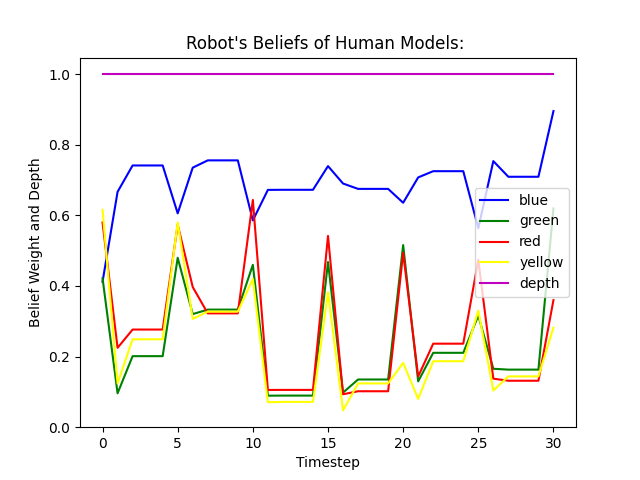 Robot's Beliefs of Human Models:
1.0
0.8
0.6
0.4
0.2
0.0
Belief Weight and Depth
blue
green
red
yellow
depth
0 5 10 15 20 25 30
Timestep